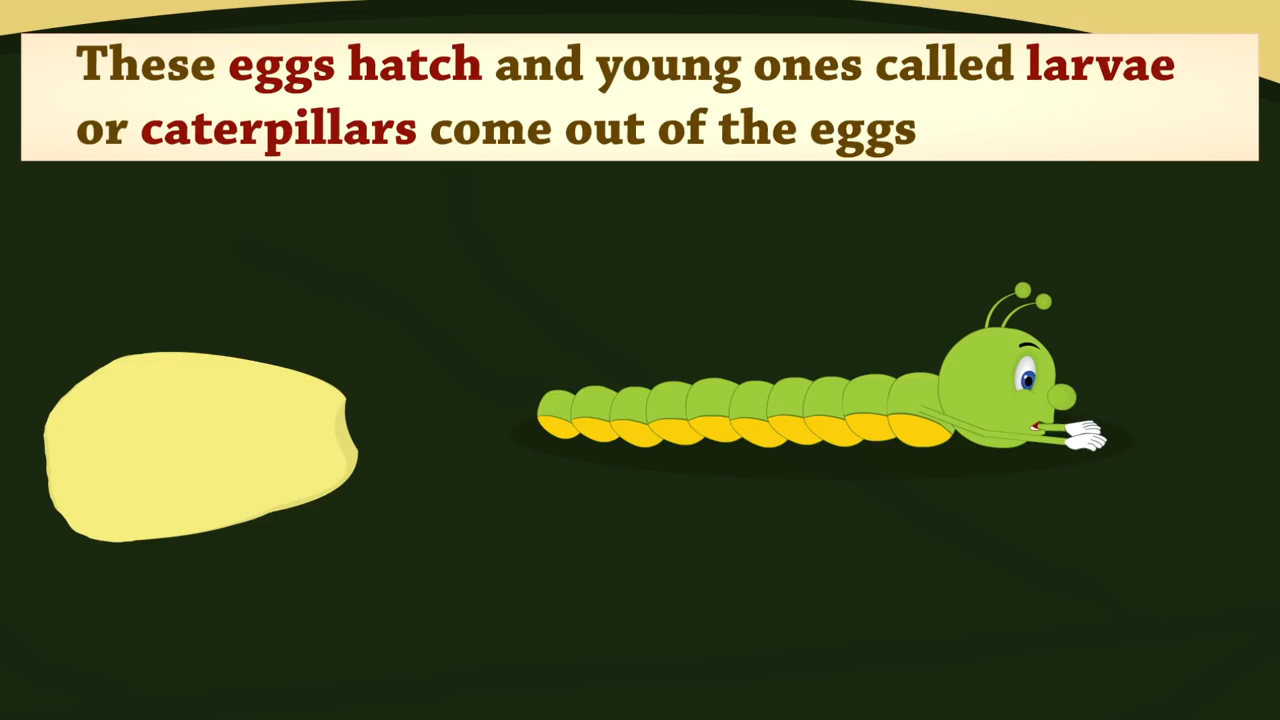 These eggs hatch and young ones called larvae
or caterpillars come out of the eggs